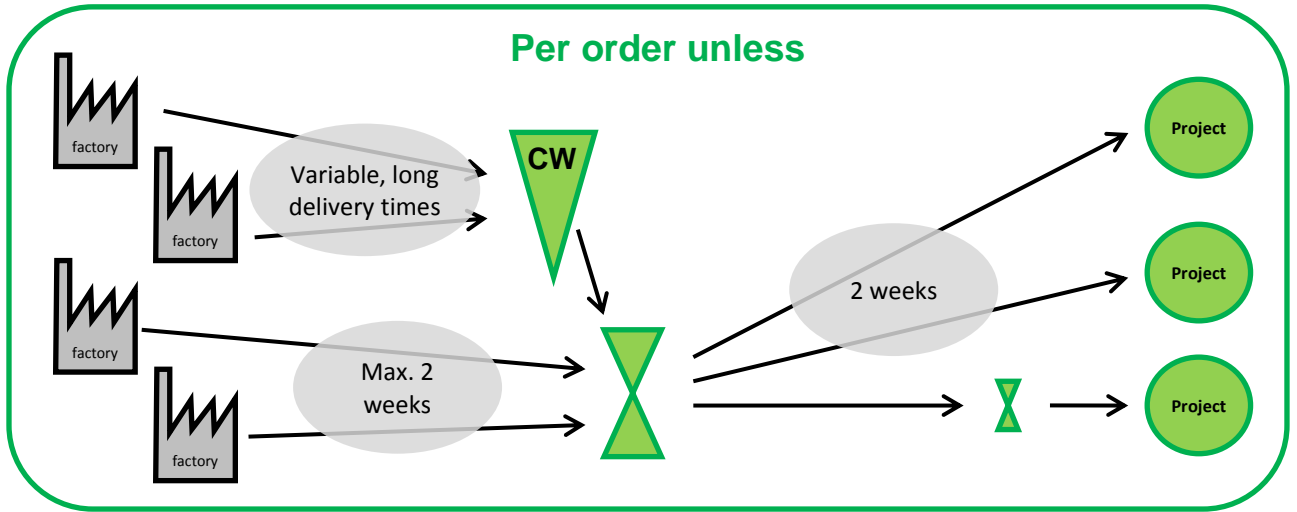 Per order unless
factory
factory
Variable, long
delivery times
CW
Project
factory
factory
Max. 2
weeks
2 weeks
Project
Project